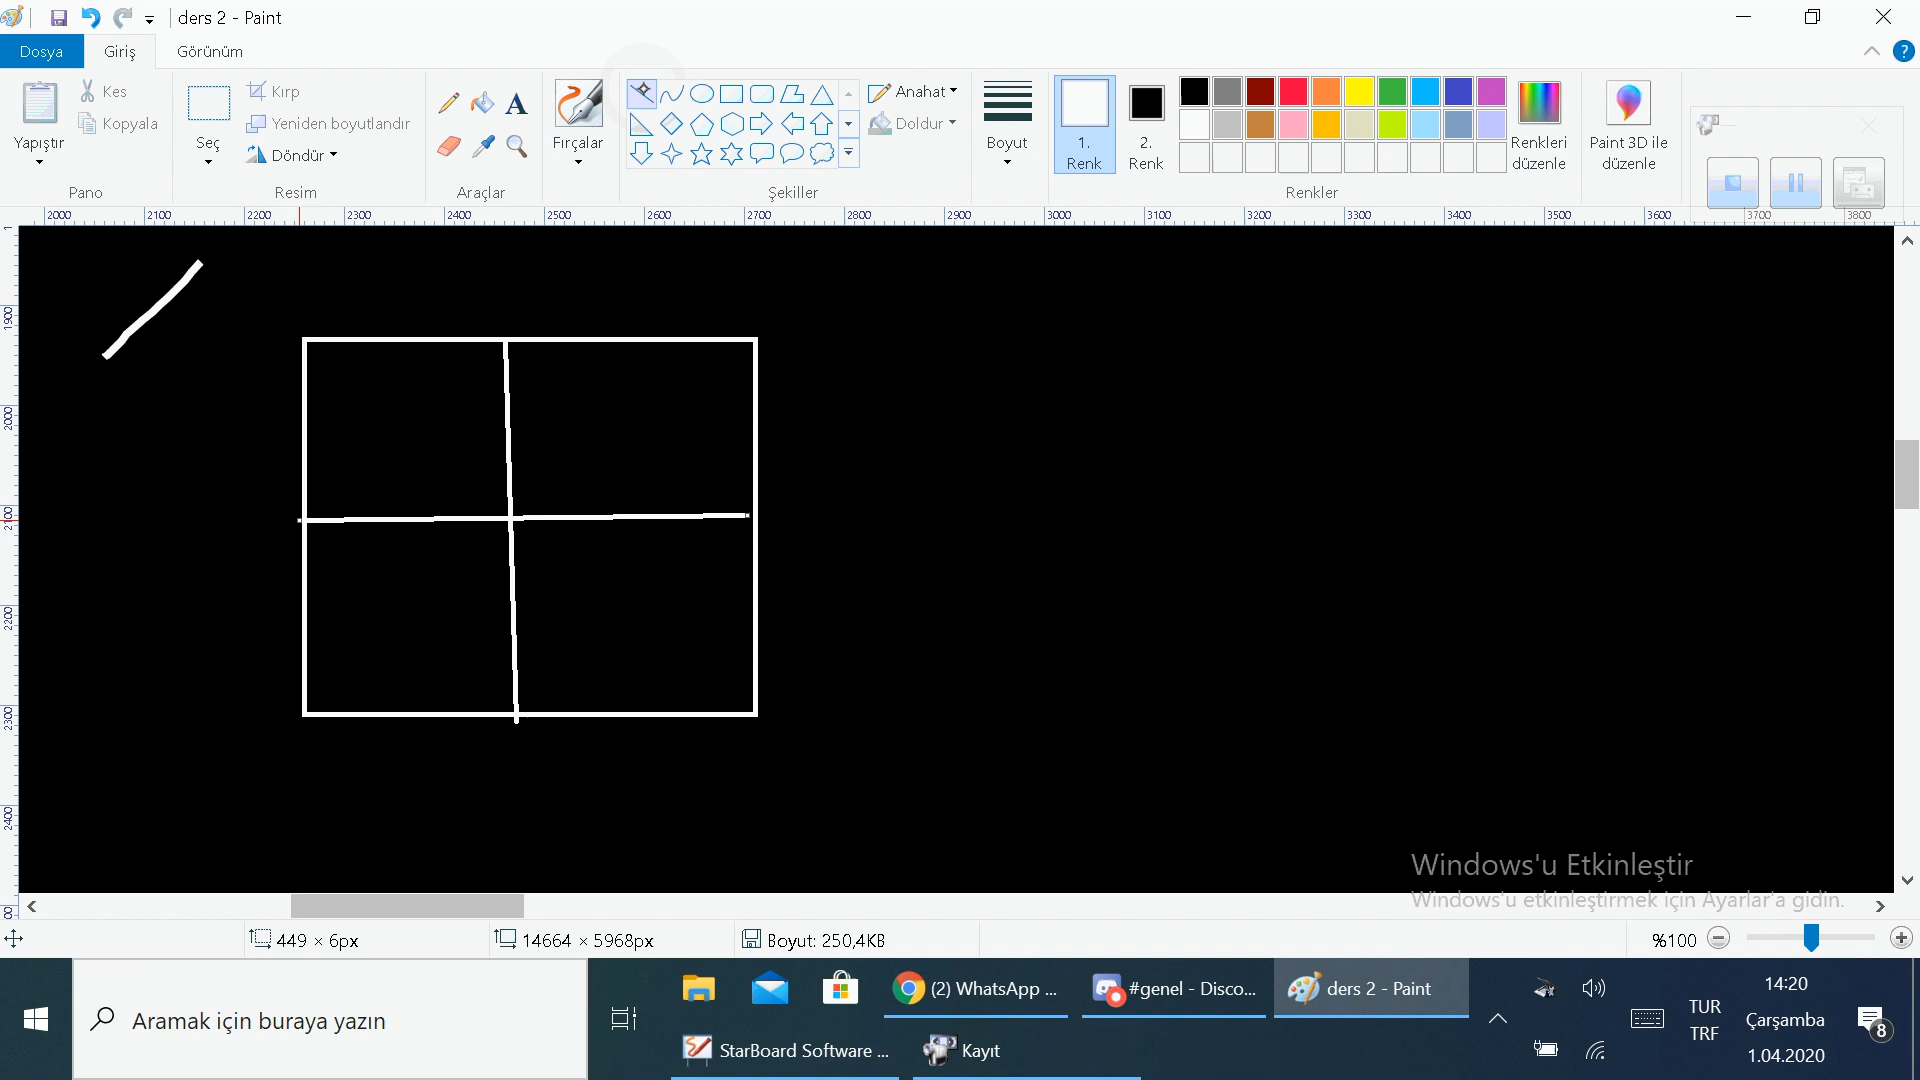 ders 2 - Paint
Dosya
Giriş
Görünüm
Yapıştır
Kes
Kopyala
Pano
Seç
Kırp
Yeniden boyutlandır
Döndür
Resim
Araçlar
Fırçalar
Şekiller
Anahat
Doldur
Boyut
1.
Renk
2.
Renk
Renkler
Renkleri
düzenle
Paint 3D ile
düzenle
2000 2100 2200 2300 2400 2500 2600 2700 2800 2900 3000 3100 3200 3300 3400 3500 3600 3700 3800
1900
2000
2100
2200
2300
2400
Windows'u Etkinleştir
Windows'u etkinleştirmek için Ayarlar'a gidin.
449 × 6px
14664 × 5968px
Boyut: 250,4KB
%100
Aramak için buraya yazın
(2) WhatsApp ...
#genel - Disco...
ders 2 - Paint
StarBoard Software ...
Kayıt
TUR
TRF
14:20
Çarşamba
1.04.2020
8